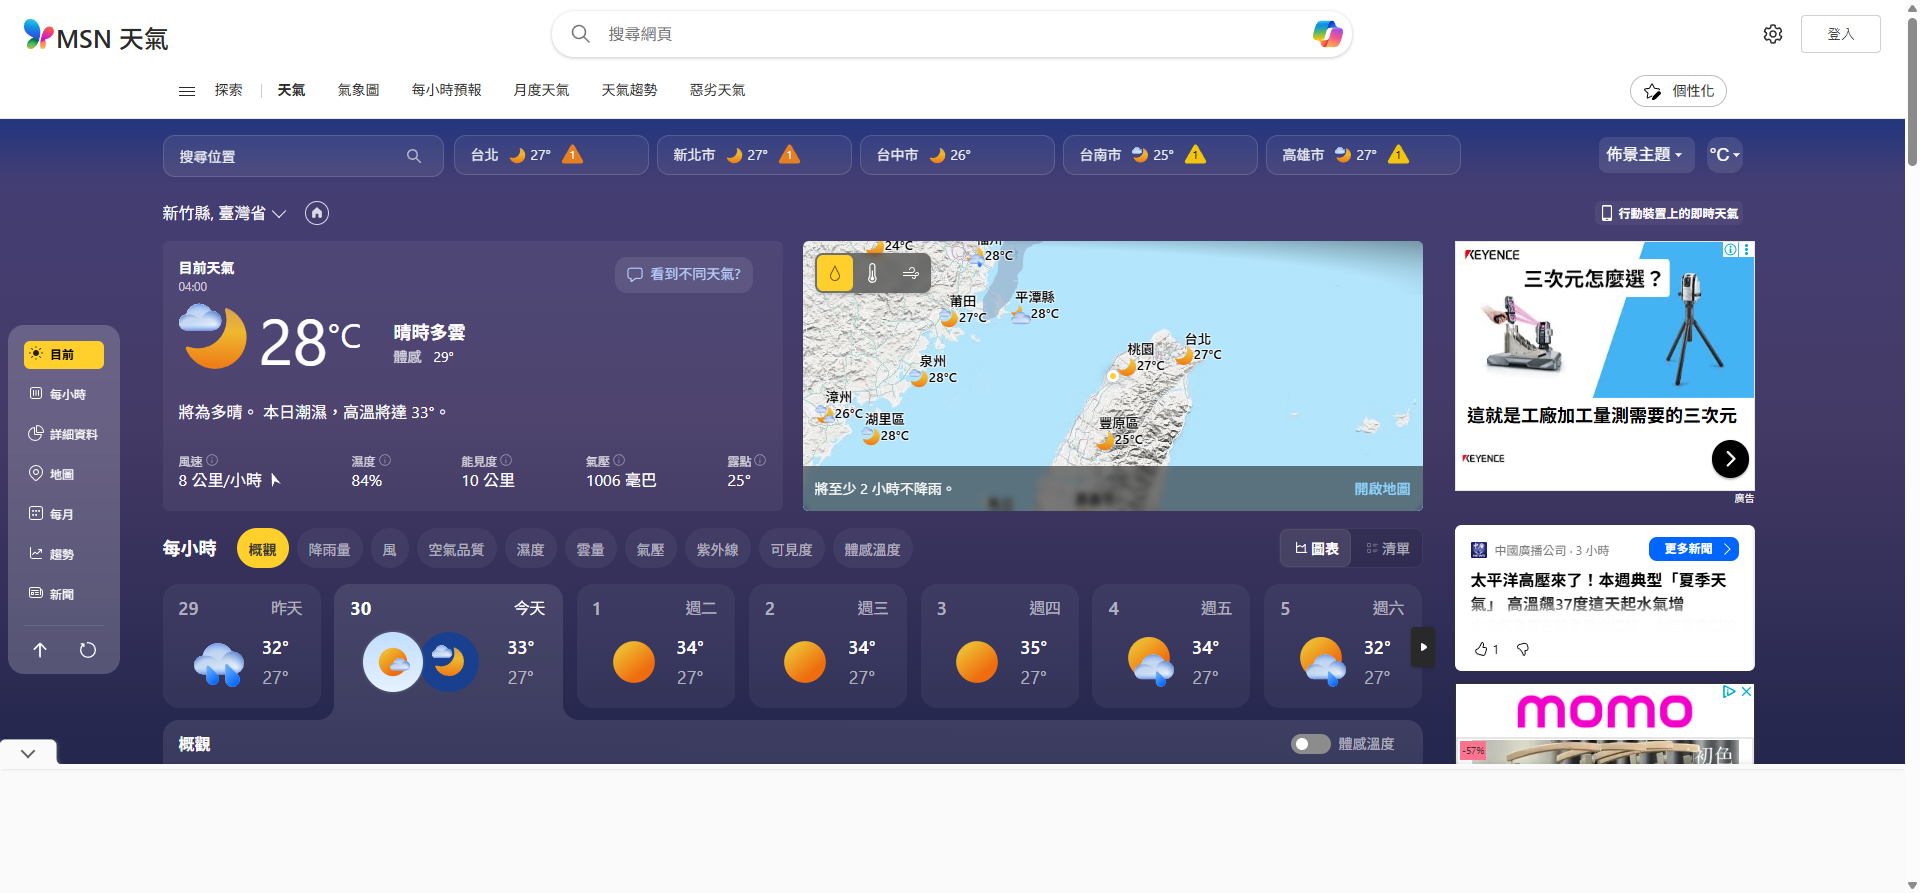 MSN 天氣
搜尋網頁
登入
探索
天氣
氣象圖
每小時預報
月度天氣
天氣趨勢
惡劣天氣
個性化
搜尋位置
台北 27° 1
新北市 27° 1
台中市 26°
台南市 25° 1
高雄市 27° 1
佈景主題
°C
新竹縣, 臺灣省
行動裝置上的即時天氣
目前
每小時
詳細資料
地圖
每月
趨勢
新聞
目前天氣
04:00
看到不同天氣?
28°C
晴時多雲
體感 29°
將為多晴。 本日潮濕，高溫將達 33°。
風速
8 公里/小時
濕度
84%
能見度
10 公里
氣壓
1006 毫巴
露點
25°
24°C
福州
28°C
莆田
27°C
平潭縣
28°C
泉州
28°C
漳州
26°C
湖里區
28°C
桃園
27°C
台北
27°C
豐原區
25°C
將至少 2 小時不降雨。
開啟地圖
KEYENCE
三次元怎麼選？
這就是工廠加工量測需要的三次元
KEYENCE
廣告
每小時
概觀
降雨量
風
空氣品質
濕度
雲量
氣壓
紫外線
可見度
體感溫度
圖表
清單
29 昨天
32°
27°
30 今天
33°
27°
1 週二
34°
27°
2 週三
34°
27°
3 週四
35°
27°
4 週五
34°
27°
5 週六
32°
27°
概觀
體感溫度
中國廣播公司 · 3 小時
更多新聞
太平洋高壓來了！本週典型「夏季天
氣」 高溫飆37度這天起水氣增
1
momo
-57%
初色